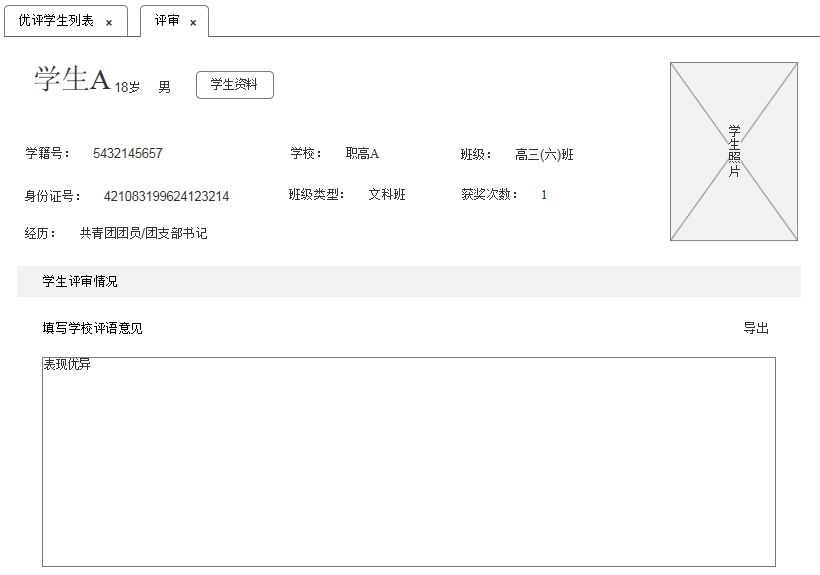 优评学生列表 × 评审 ×
学生A 18岁 男 学生资料
学生照片
学籍号： 5432145657 学校： 职高A 班级： 高三(六)班
身份证号： 421083199624123214 班级类型： 文科班 获奖次数： 1
经历： 共青团团员/团支部书记
学生评审情况
填写学校评语意见 导出
表现优异